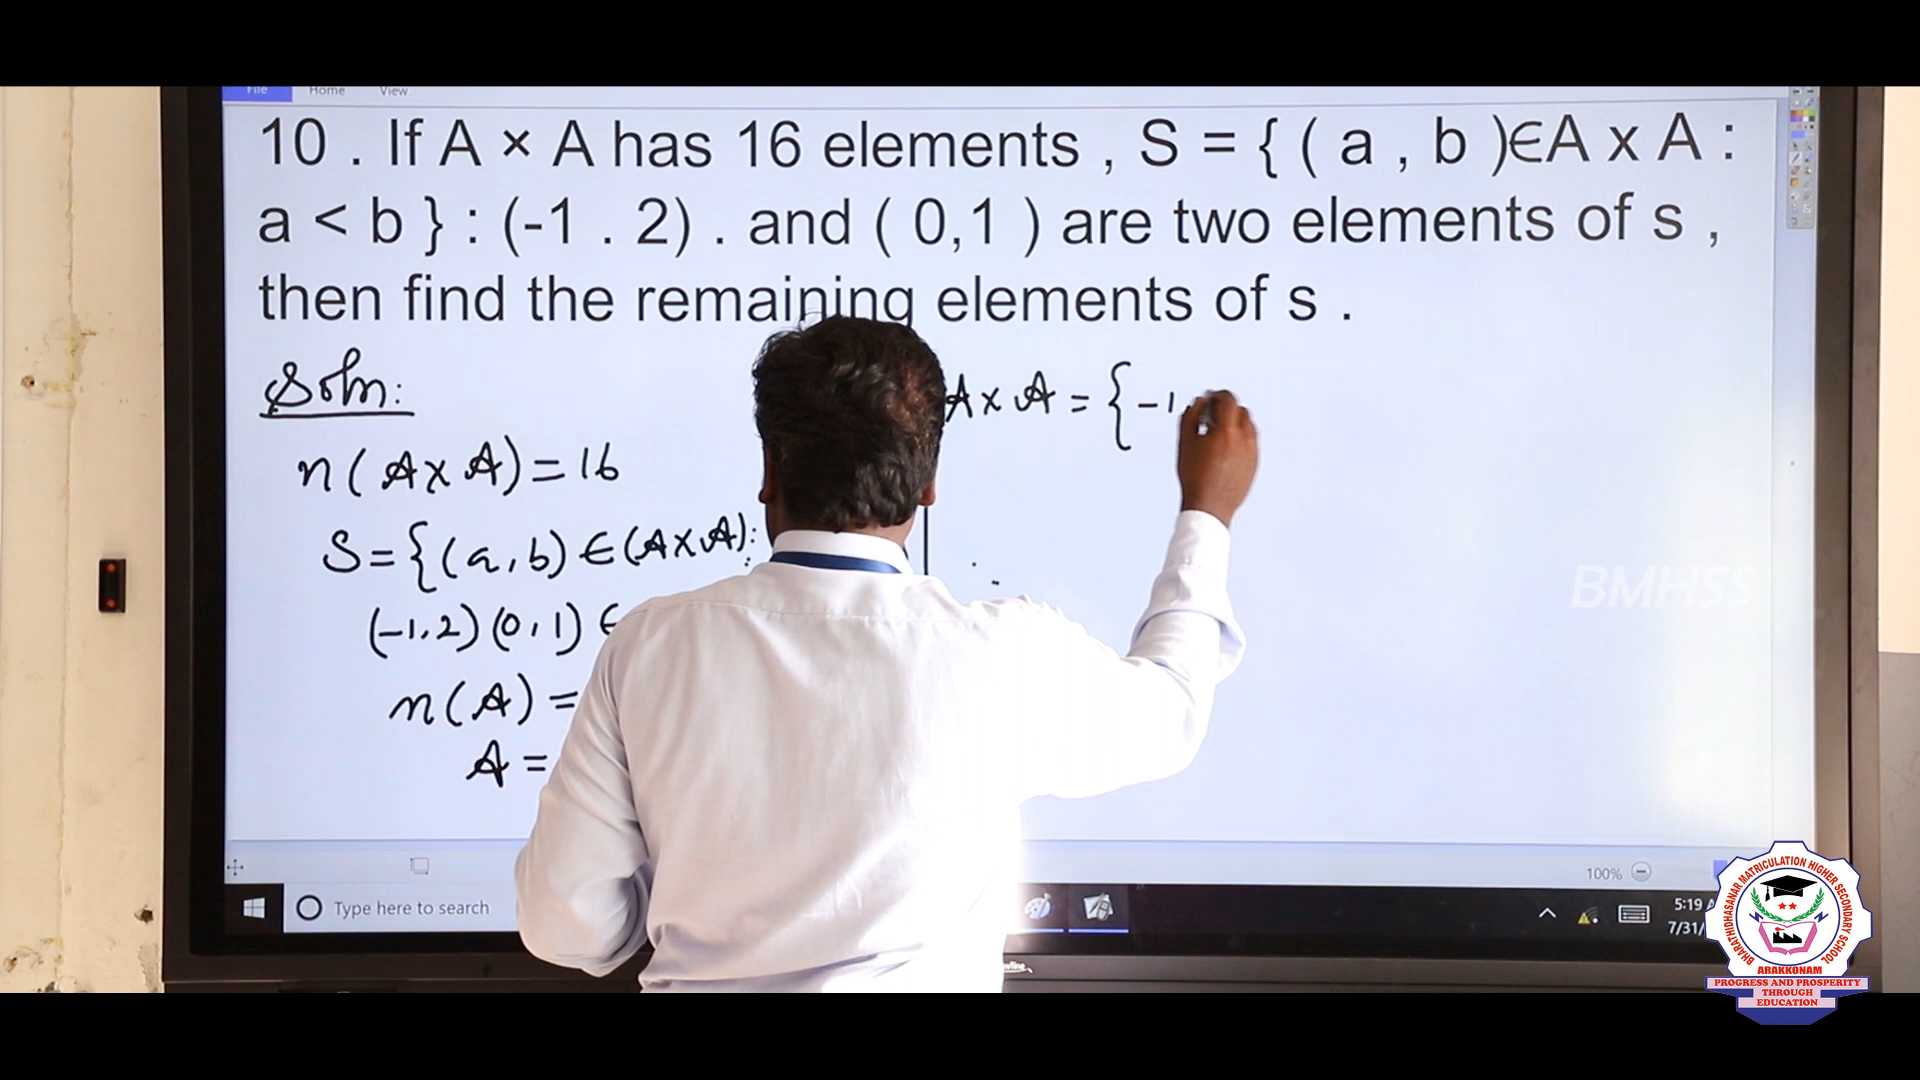 File Home View
10 . If A × A has 16 elements , S = { ( a , b )∈A x A :
a < b } : (-1 . 2) . and ( 0,1 ) are two elements of s ,
then find the remaining elements of s .
Soln:
n(A×A)=16
S={(a,b)∈(A×A):
(-1,2)(0,1)∈
n(A)=
A=
A×A={-1
BMHSS
100%
Type here to search
5:19
7/31/
BHARATHIDHASANAR MATRICULATION HIGHER SECONDARY SCHOOL
ARAKKONAM
PROGRESS AND PROSPERITY
THROUGH
EDUCATION